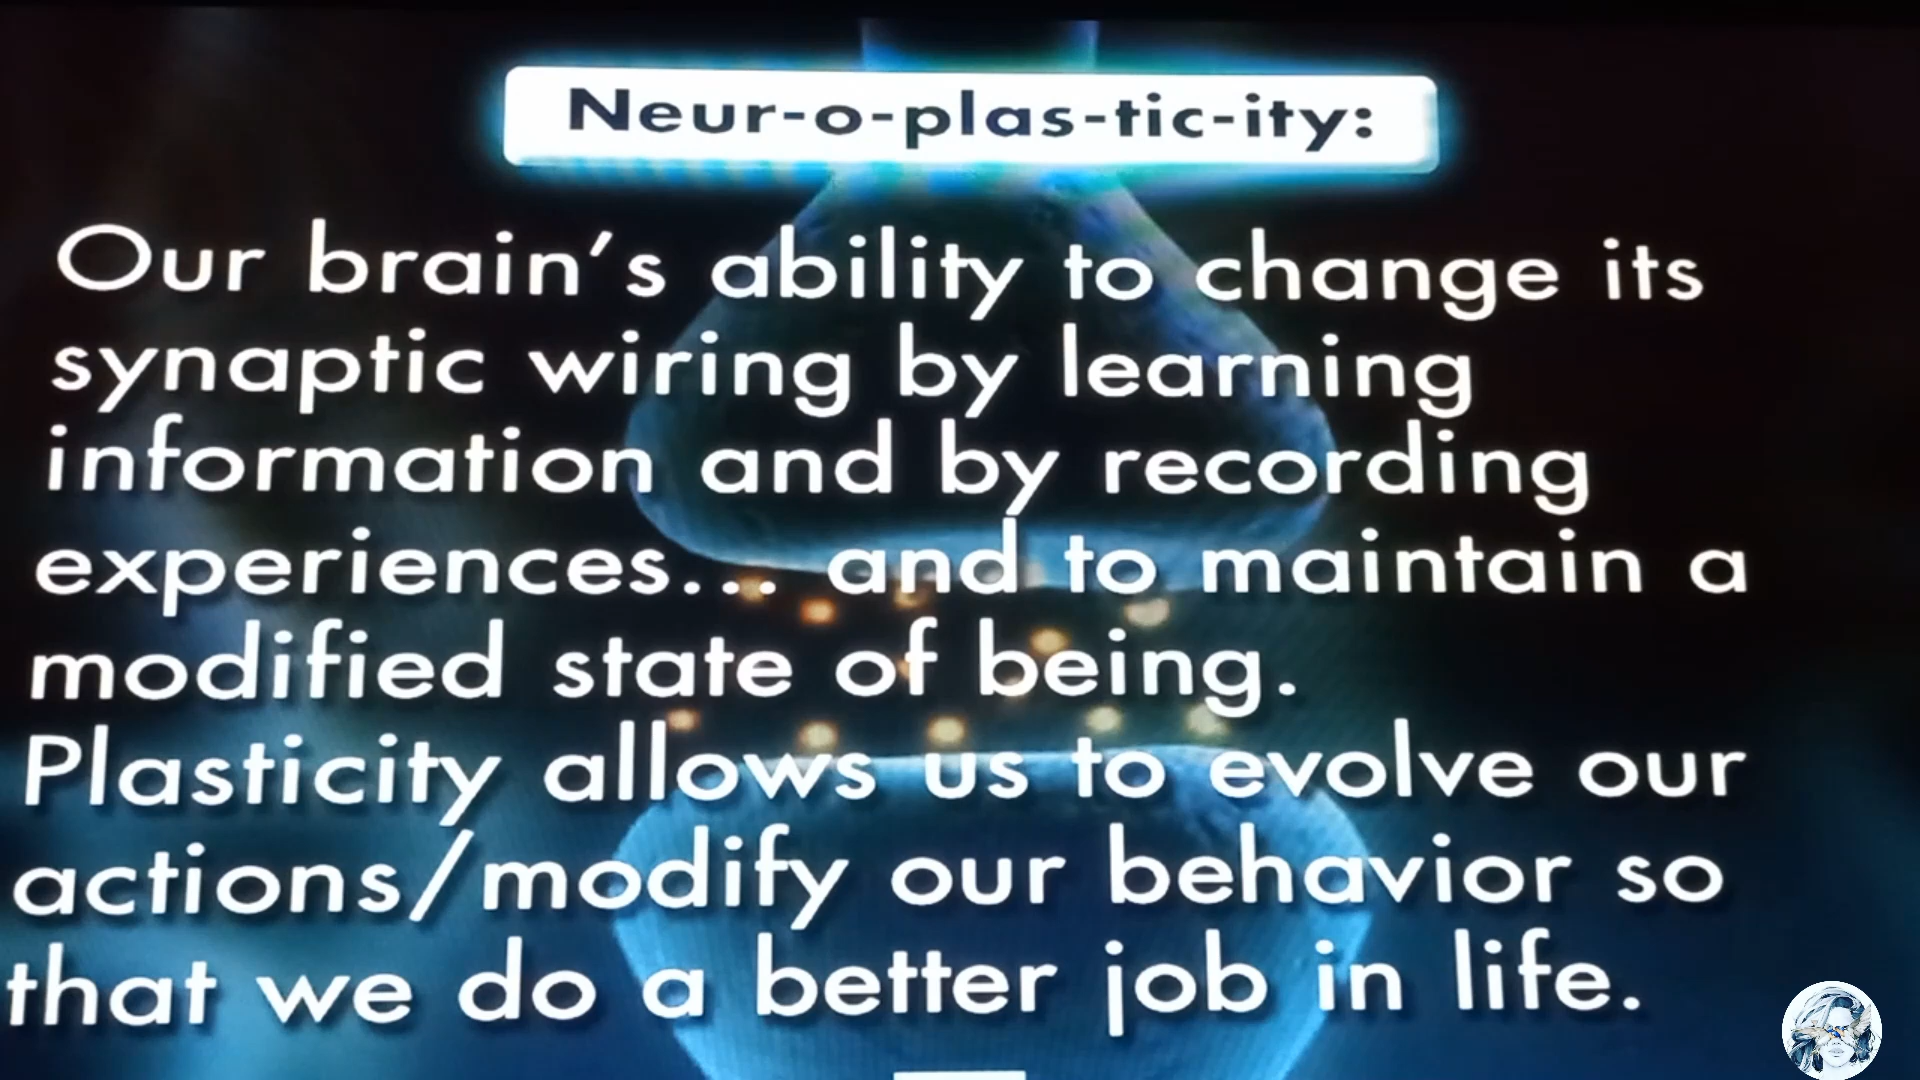 Neur-o-plas-tic-ity:
Our brain’s ability to change its
synaptic wiring by learning
information and by recording
experiences... and to maintain a
modified state of being.
Plasticity allows us to evolve our
actions/modify our behavior so
that we do a better job in life.